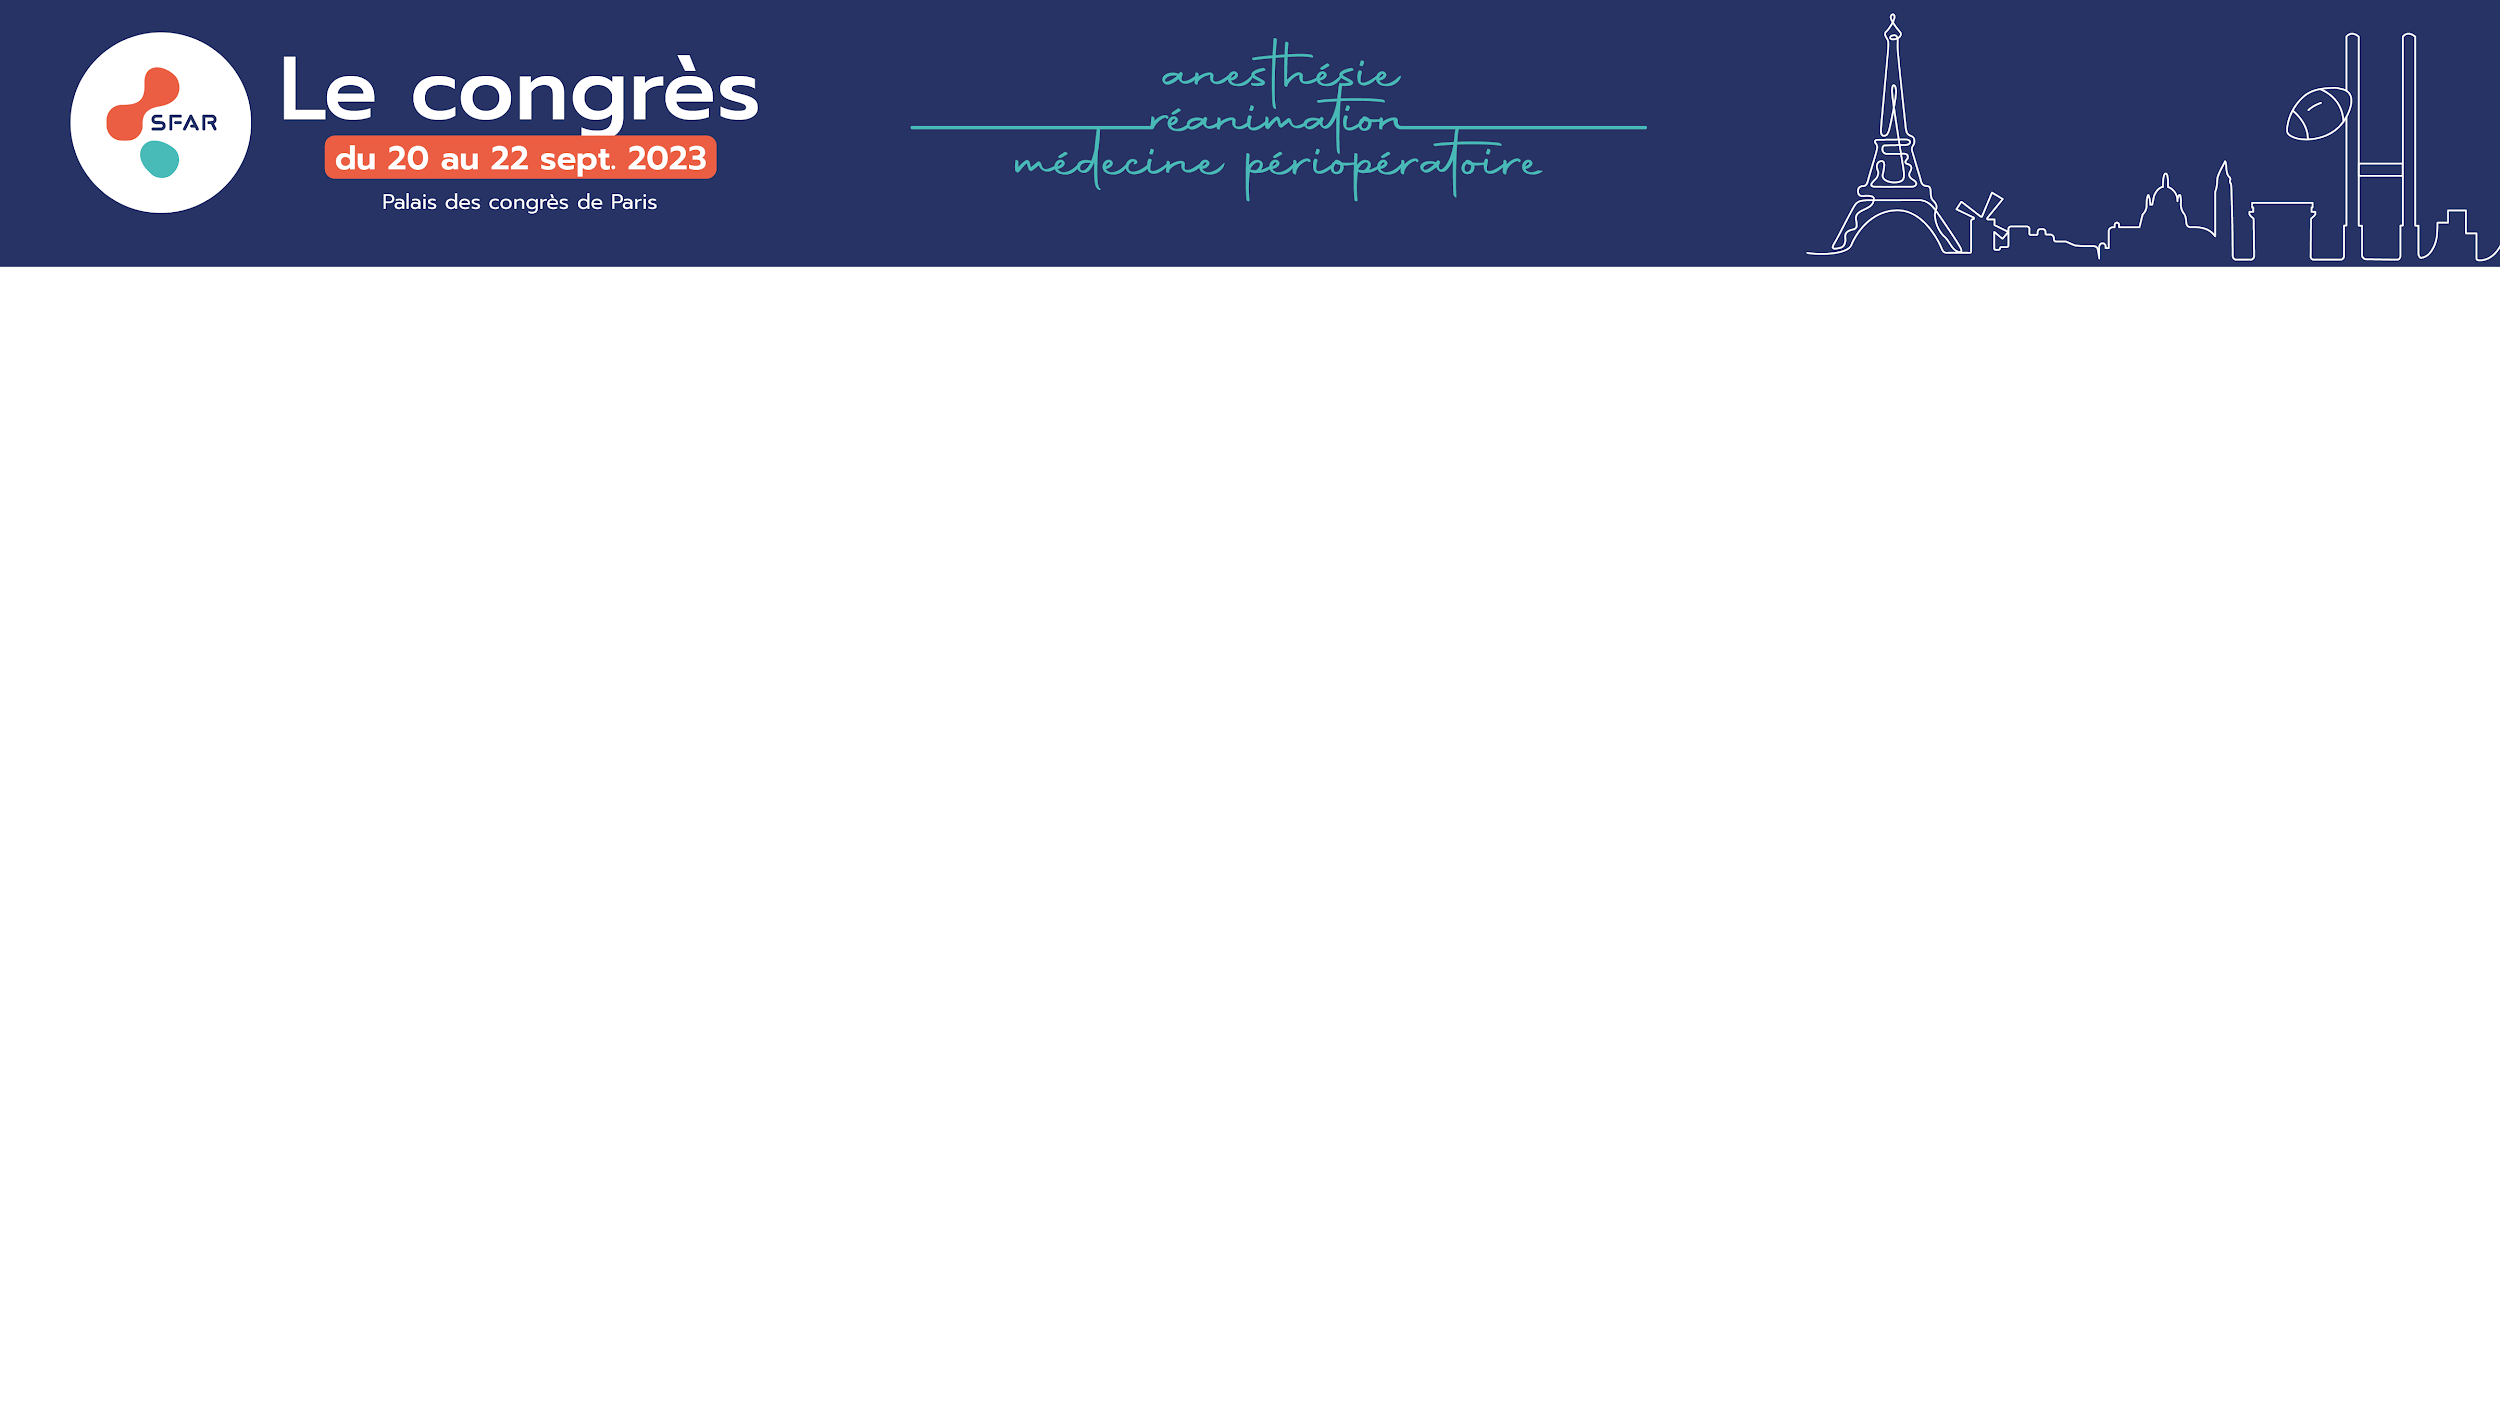 SFAR
Le congrès
du 20 au 22 sept. 2023
Palais des congrès de Paris
anesthésie
réanimation
médecine périopératoire